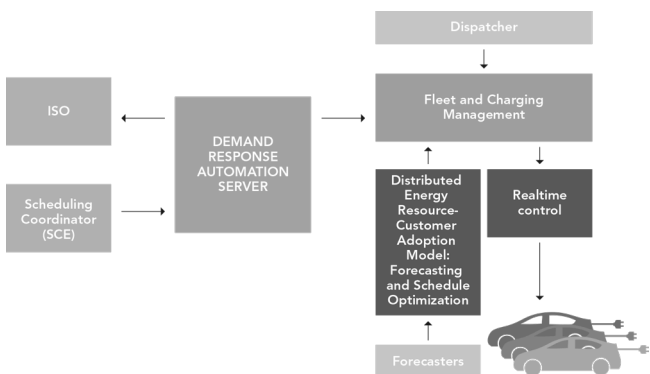 Dispatcher
ISO
Fleet and Charging
Management
DEMAND
RESPONSE
AUTOMATION
SERVER
Scheduling
Coordinator
(SCE)
Distributed
Energy
Resource-
Customer
Adoption
Model:
Forecasting
and Schedule
Optimization
Realtime
control
Forecasters